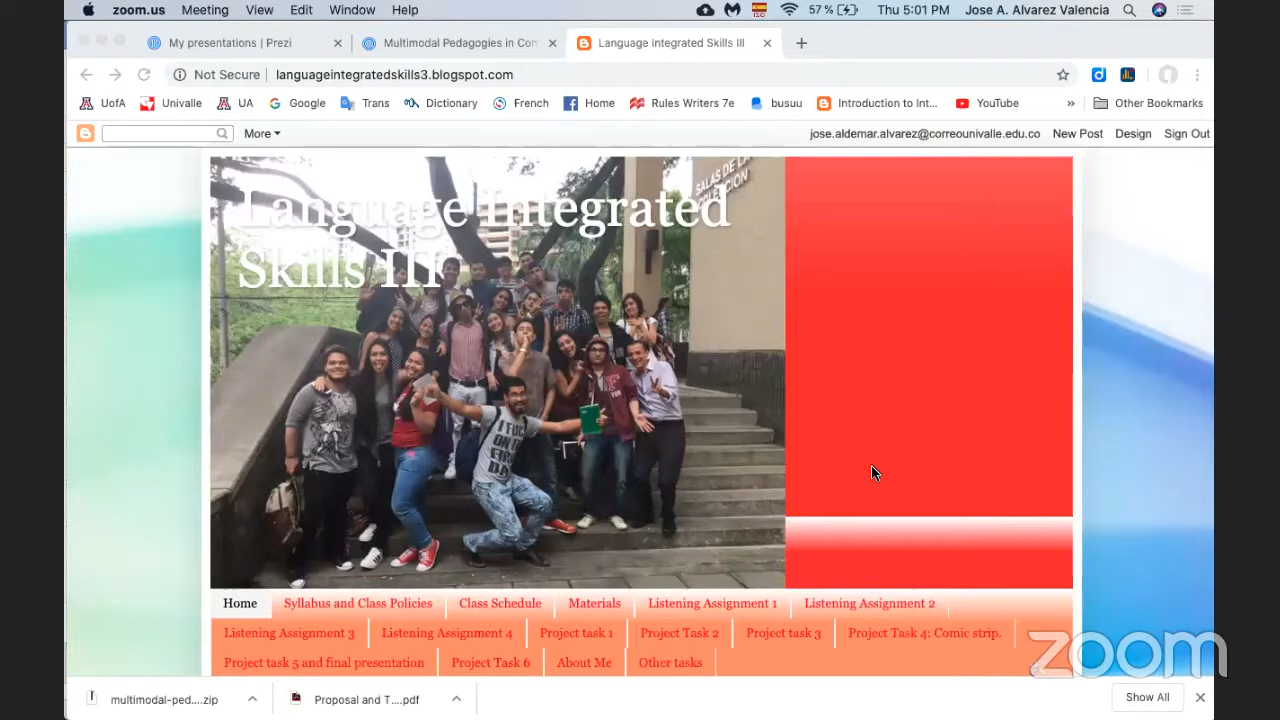 zoom.us Meeting View Edit Window Help ISO 57% Thu 5:01 PM Jose A. Alvarez Valencia
My presentations | Prezi Multimodal Pedagogies in Com Language Integrated Skills III
Not Secure languageintegratedskills3.blogspot.com
UofA Univalle UA Google Trans Dictionary French Home Rules Writers 7e busuu Introduction to Int... YouTube » Other Bookmarks
More jose.aldemar.alvarez@correounivalle.edu.co New Post Design Sign Out
SALAS DE LA
COLECCIÓN
Language Integrated
Skills III
Home Syllabus and Class Policies Class Schedule Materials Listening Assignment 1 Listening Assignment 2
Listening Assignment 3 Listening Assignment 4 Project task 1 Project Task 2 Project task 3 Project Task 4: Comic strip.
Project task 5 and final presentation Project Task 6 About Me Other tasks
zoom
multimodal-ped....zip Proposal and T....pdf Show All